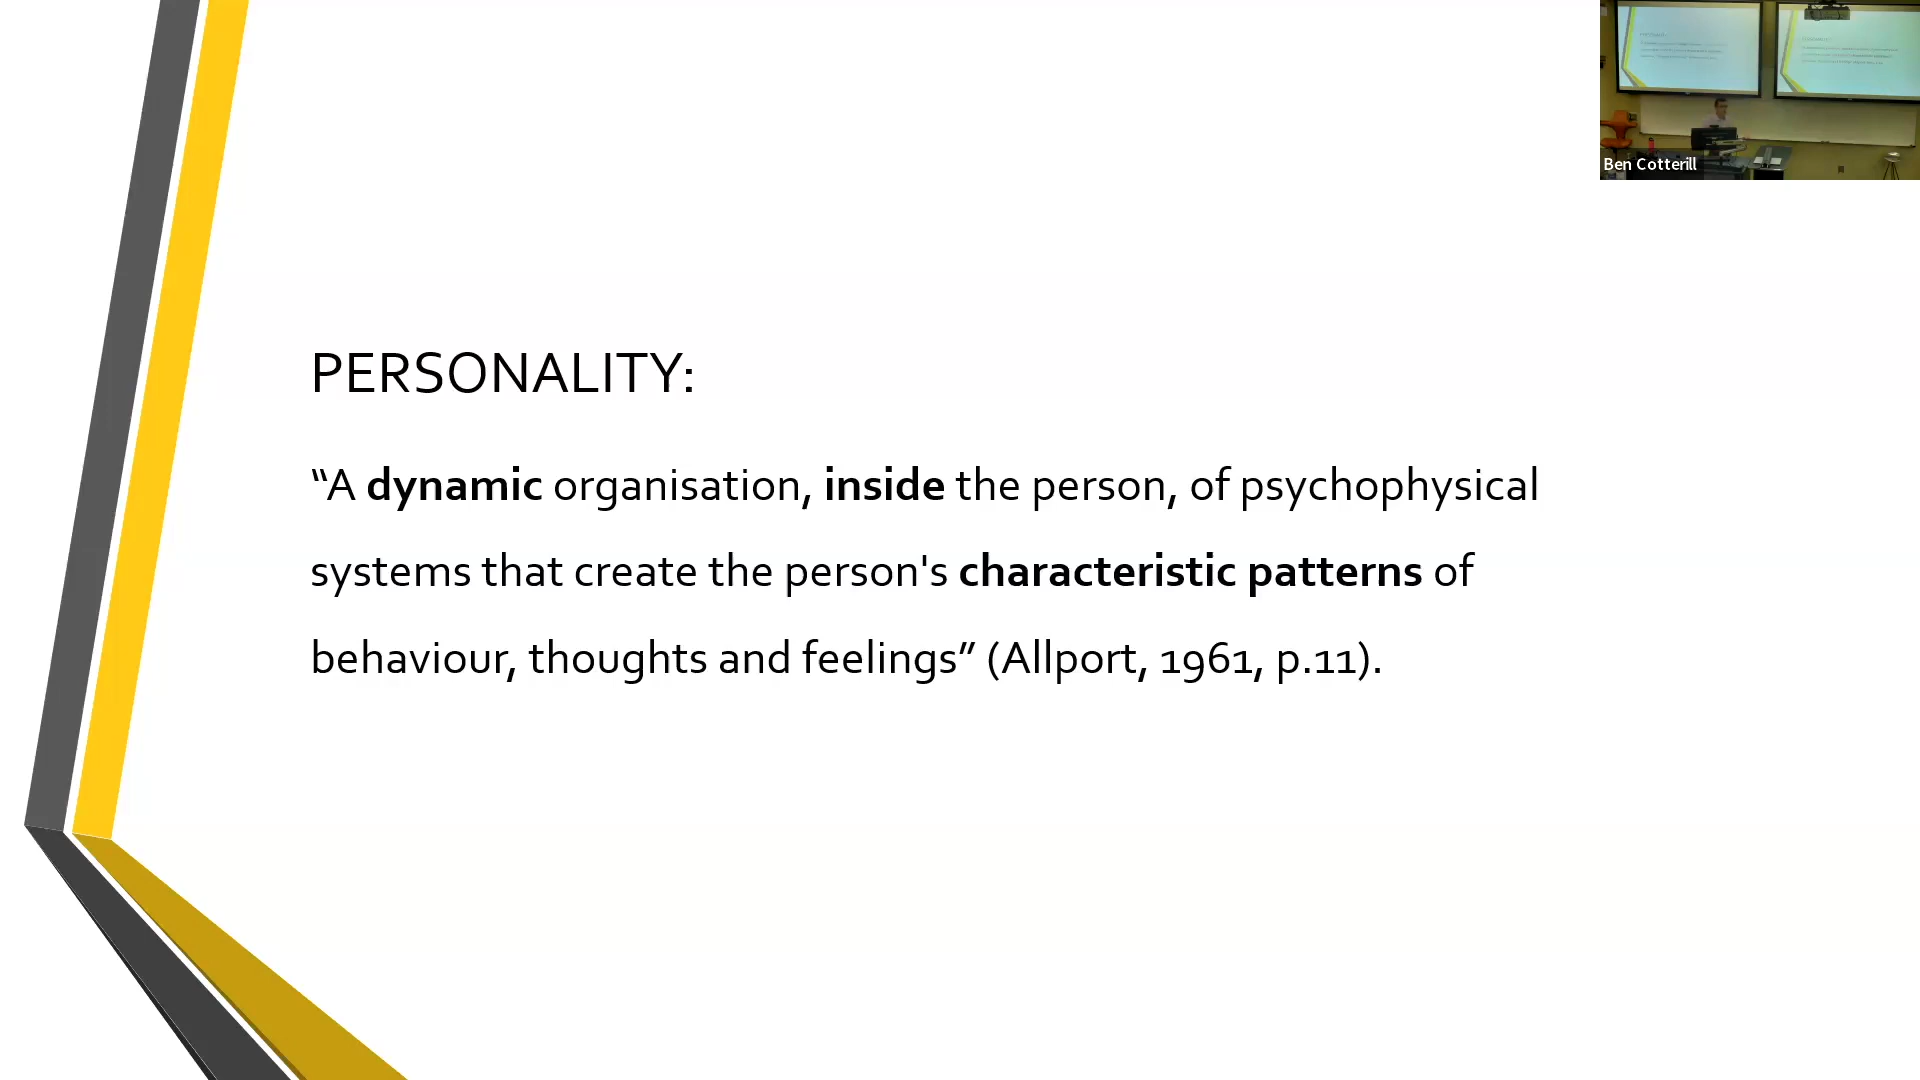 Ben Cotterill
PERSONALITY:
“A dynamic organisation, inside the person, of psychophysical
systems that create the person's characteristic patterns of
behaviour, thoughts and feelings” (Allport, 1961, p.11).